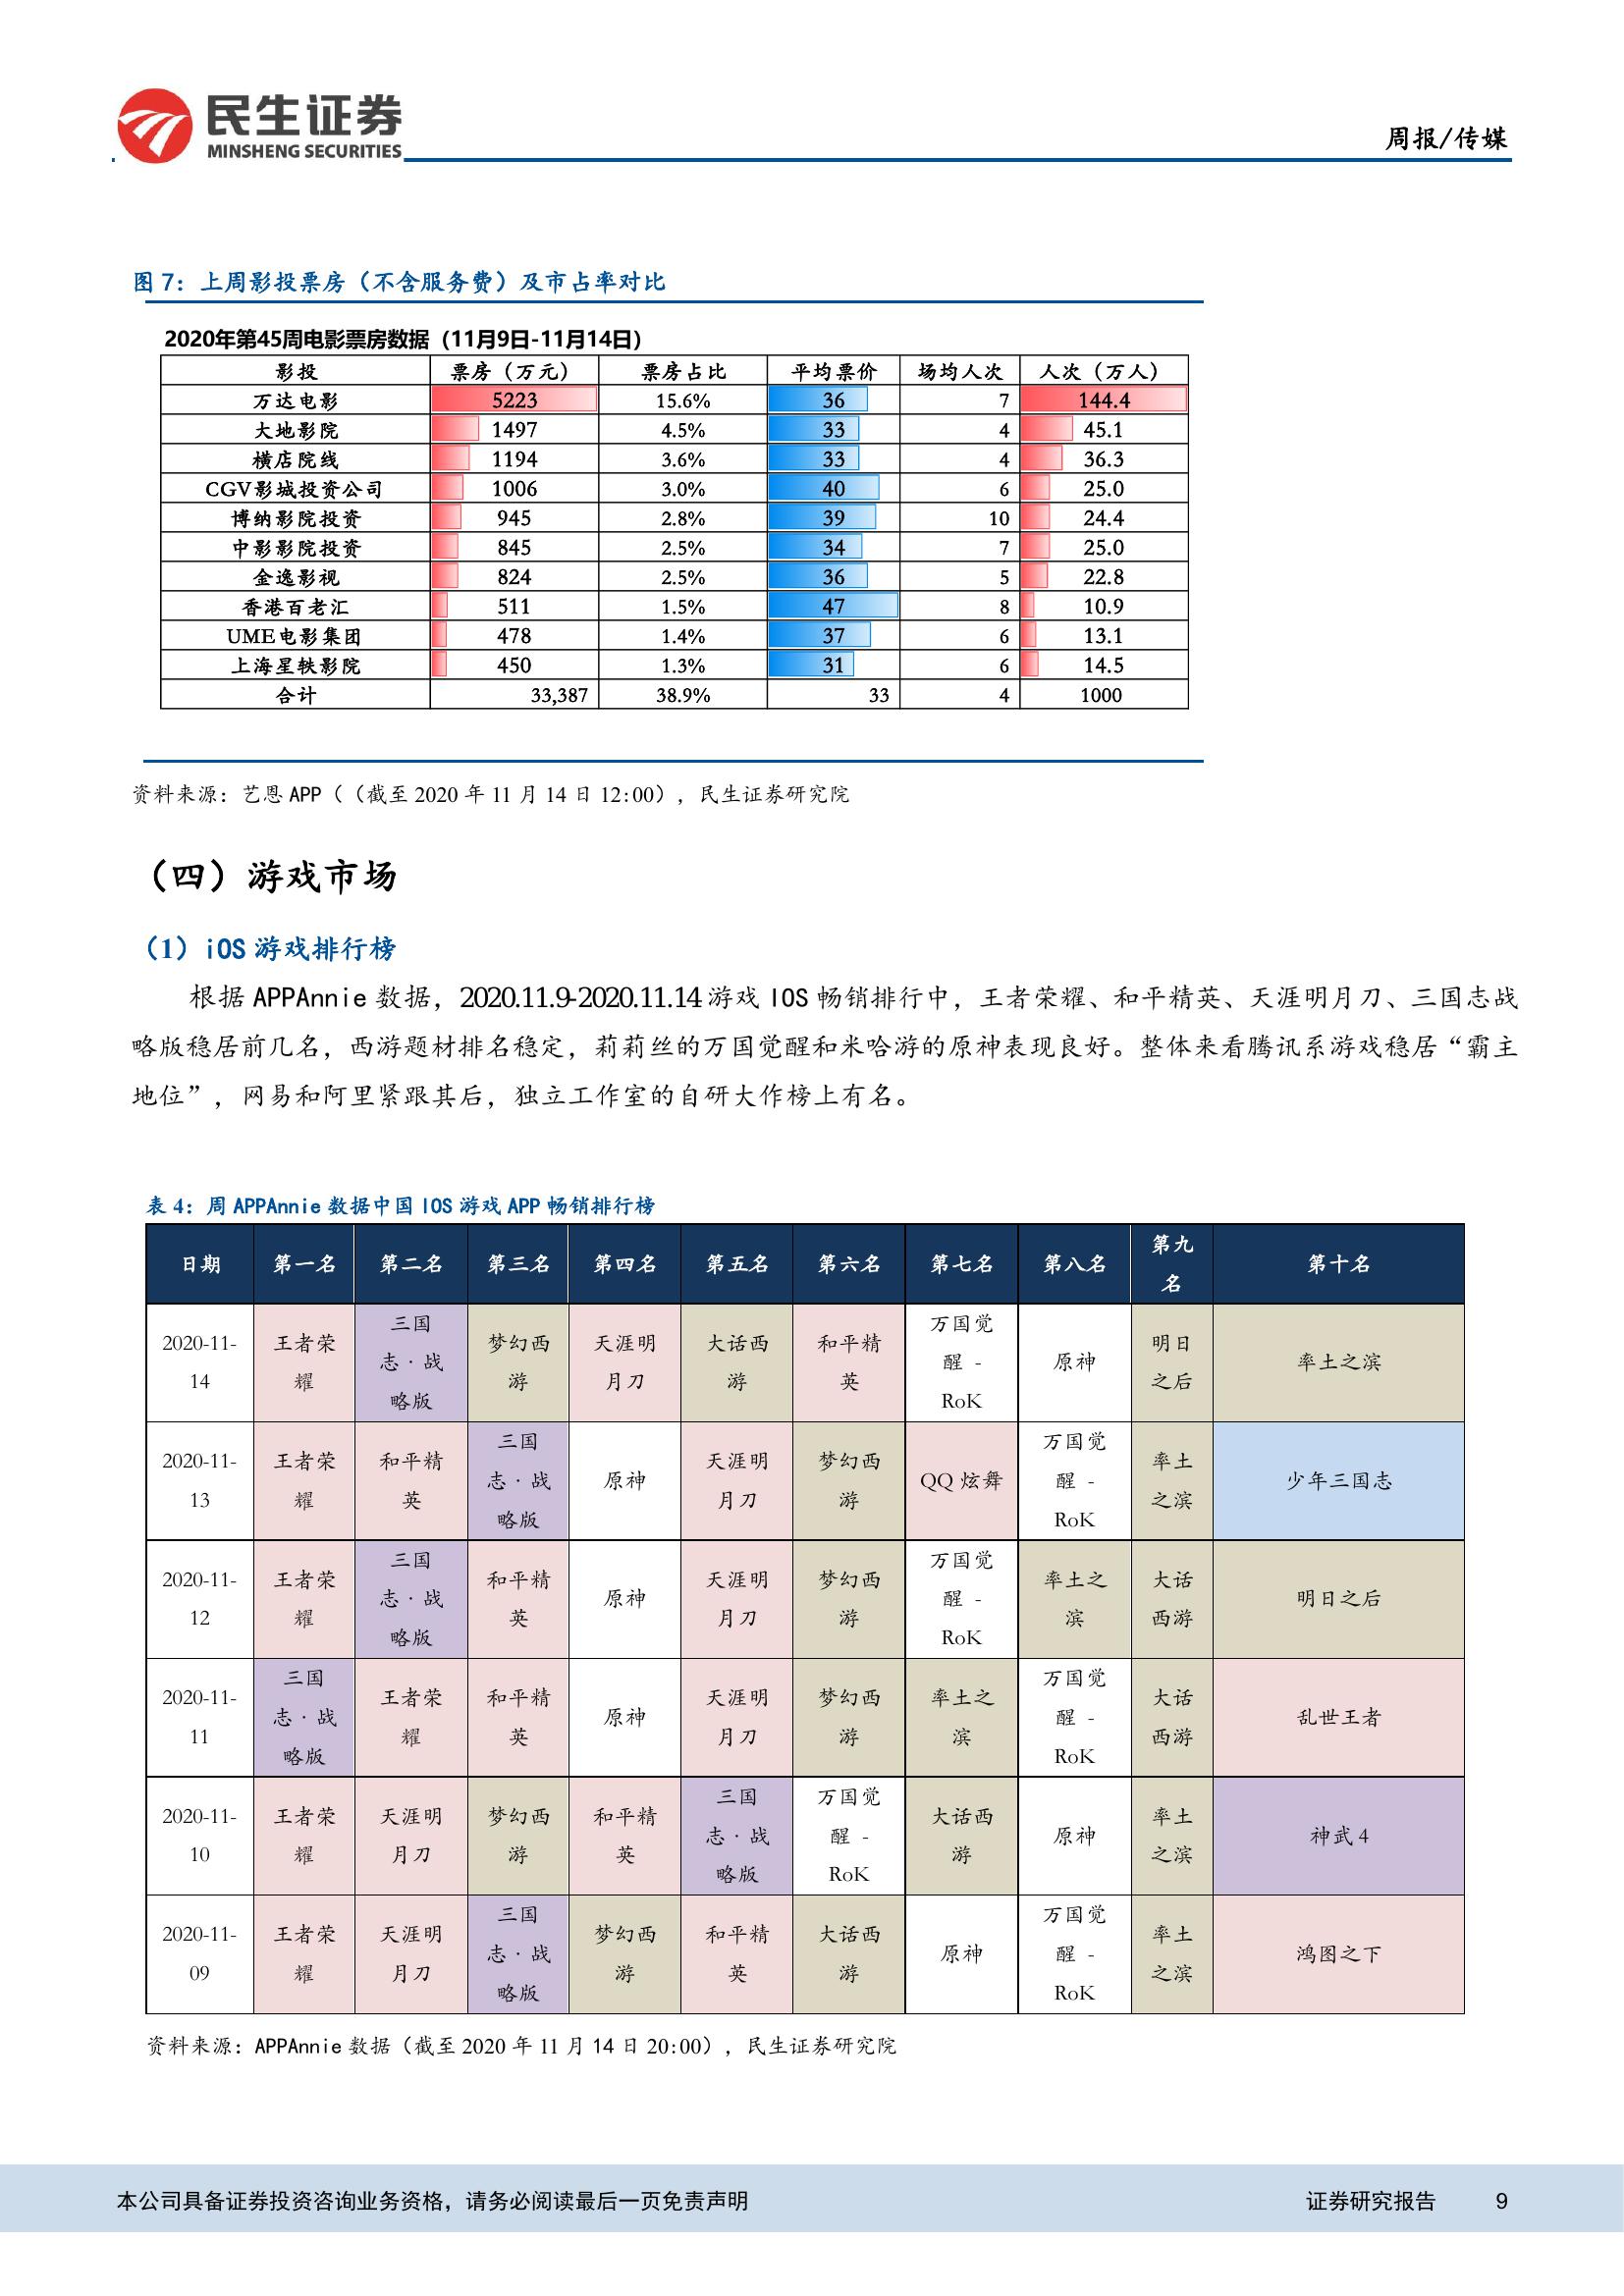 民生证券
MINSHENG SECURITIES
周报/传媒
图 7：上周影投票房（不含服务费）及市占率对比
2020年第45周电影票房数据（11月9日-11月14日）
影投 票房（万元） 票房占比 平均票价 场均人次 人次（万人）
万达电影 5223 15.6% 36 7 144.4
大地影院 1497 4.5% 33 4 45.1
横店院线 1194 3.6% 33 4 36.3
CGV影城投资公司 1006 3.0% 40 6 25.0
博纳影院投资 945 2.8% 39 10 24.4
中影影院投资 845 2.5% 34 7 25.0
金逸影视 824 2.5% 36 5 22.8
香港百老汇 511 1.5% 47 8 10.9
UME电影集团 478 1.4% 37 6 13.1
上海星轶影院 450 1.3% 31 6 14.5
合计 33,387 38.9% 33 4 1000
资料来源：艺恩 APP（（截至 2020 年 11 月 14 日 12:00），民生证券研究院
（四）游戏市场
（1）iOS 游戏排行榜
根据 APPAnnie 数据，2020.11.9-2020.11.14 游戏 IOS 畅销排行中，王者荣耀、和平精英、天涯明月刀、三国志战
略版稳居前几名，西游题材排名稳定，莉莉丝的万国觉醒和米哈游的原神表现良好。整体来看腾讯系游戏稳居“霸主
地位”，网易和阿里紧跟其后，独立工作室的自研大作榜上有名。
表 4：周 APPAnnie 数据中国 IOS 游戏 APP 畅销排行榜
日期 第一名 第二名 第三名 第四名 第五名 第六名 第七名 第八名 第九名 第十名
2020-11-14 王者荣耀 三国志·战略版 梦幻西游 天涯明月刀 大话西游 和平精英 万国觉醒 - RoK 原神 明日之后 率土之滨
2020-11-13 王者荣耀 和平精英 三国志·战略版 原神 天涯明月刀 梦幻西游 QQ 炫舞 万国觉醒 - RoK 率土之滨 少年三国志
2020-11-12 王者荣耀 三国志·战略版 和平精英 原神 天涯明月刀 梦幻西游 万国觉醒 - RoK 率土之滨 大话西游 明日之后
2020-11-11 三国志·战略版 王者荣耀 和平精英 原神 天涯明月刀 梦幻西游 率土之滨 万国觉醒 - RoK 大话西游 乱世王者
2020-11-10 王者荣耀 天涯明月刀 梦幻西游 和平精英 三国志·战略版 万国觉醒 - RoK 大话西游 原神 率土之滨 神武 4
2020-11-09 王者荣耀 天涯明月刀 三国志·战略版 梦幻西游 和平精英 大话西游 原神 万国觉醒 - RoK 率土之滨 鸿图之下
资料来源：APPAnnie 数据（截至 2020 年 11 月 14 日 20:00），民生证券研究院
本公司具备证券投资咨询业务资格，请务必阅读最后一页免责声明 证券研究报告 9